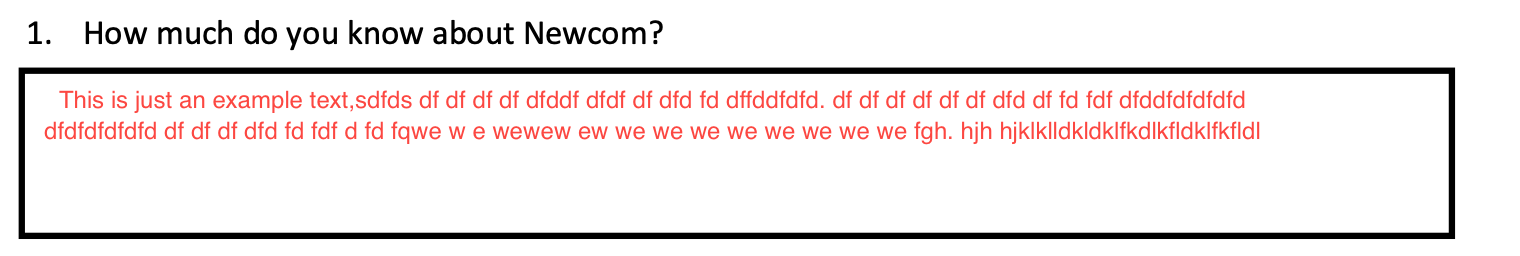 1. How much do you know about Newcom?
This is just an example text,sdfds df df df df dfddf dfdf df dfd fd dffddfdfd. df df df df df df dfd df fd fdf dfddfdfdfdfd
dfdfdfdfdfd df df df dfd fd fdf d fd fqwe w e wewew ew we we we we we we we we fgh. hjh hjklklldkldklfkdlkfldklfkfldl